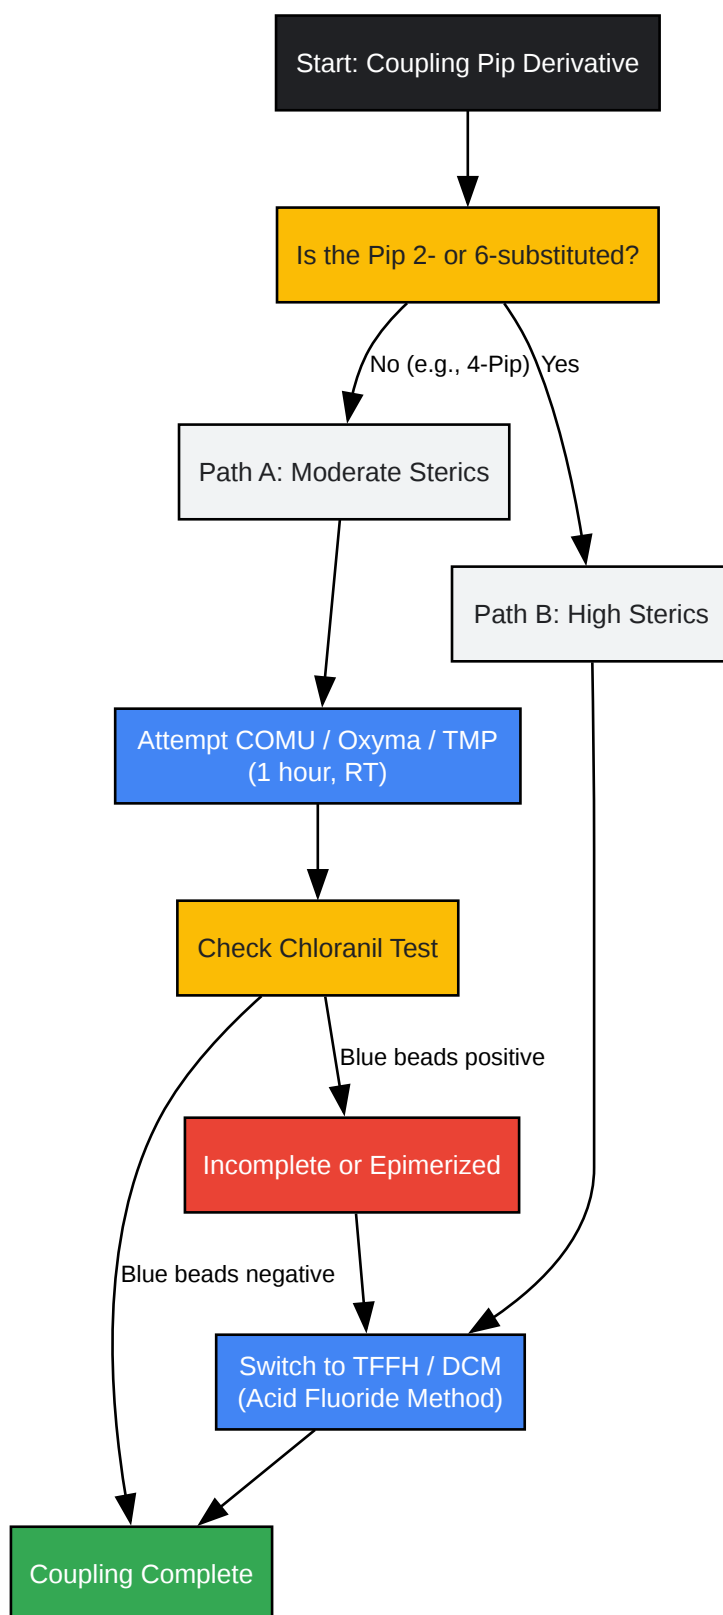 Start: Coupling Pip Derivative
Is the Pip 2- or 6-substituted?
No (e.g., 4-Pip)
Yes
Path A: Moderate Sterics
Path B: High Sterics
Attempt COMU / Oxyma / TMP
(1 hour, RT)
Check Chloranil Test
Blue beads positive
Incomplete or Epimerized
Blue beads negative
Switch to TFFH / DCM
(Acid Fluoride Method)
Coupling Complete